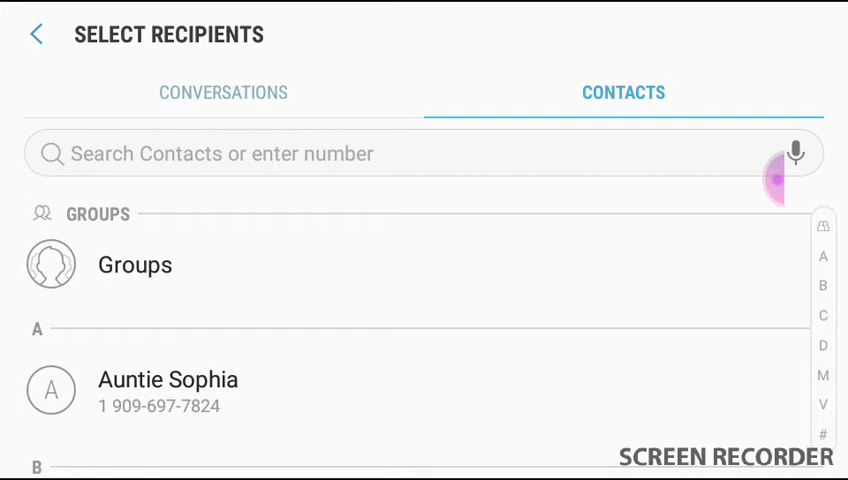 SELECT RECIPIENTS
CONVERSATIONS
CONTACTS
Search Contacts or enter number
GROUPS
Groups
A
A
Auntie Sophia
1 909-697-7824
B
A
B
C
D
M
V
#
SCREEN RECORDER